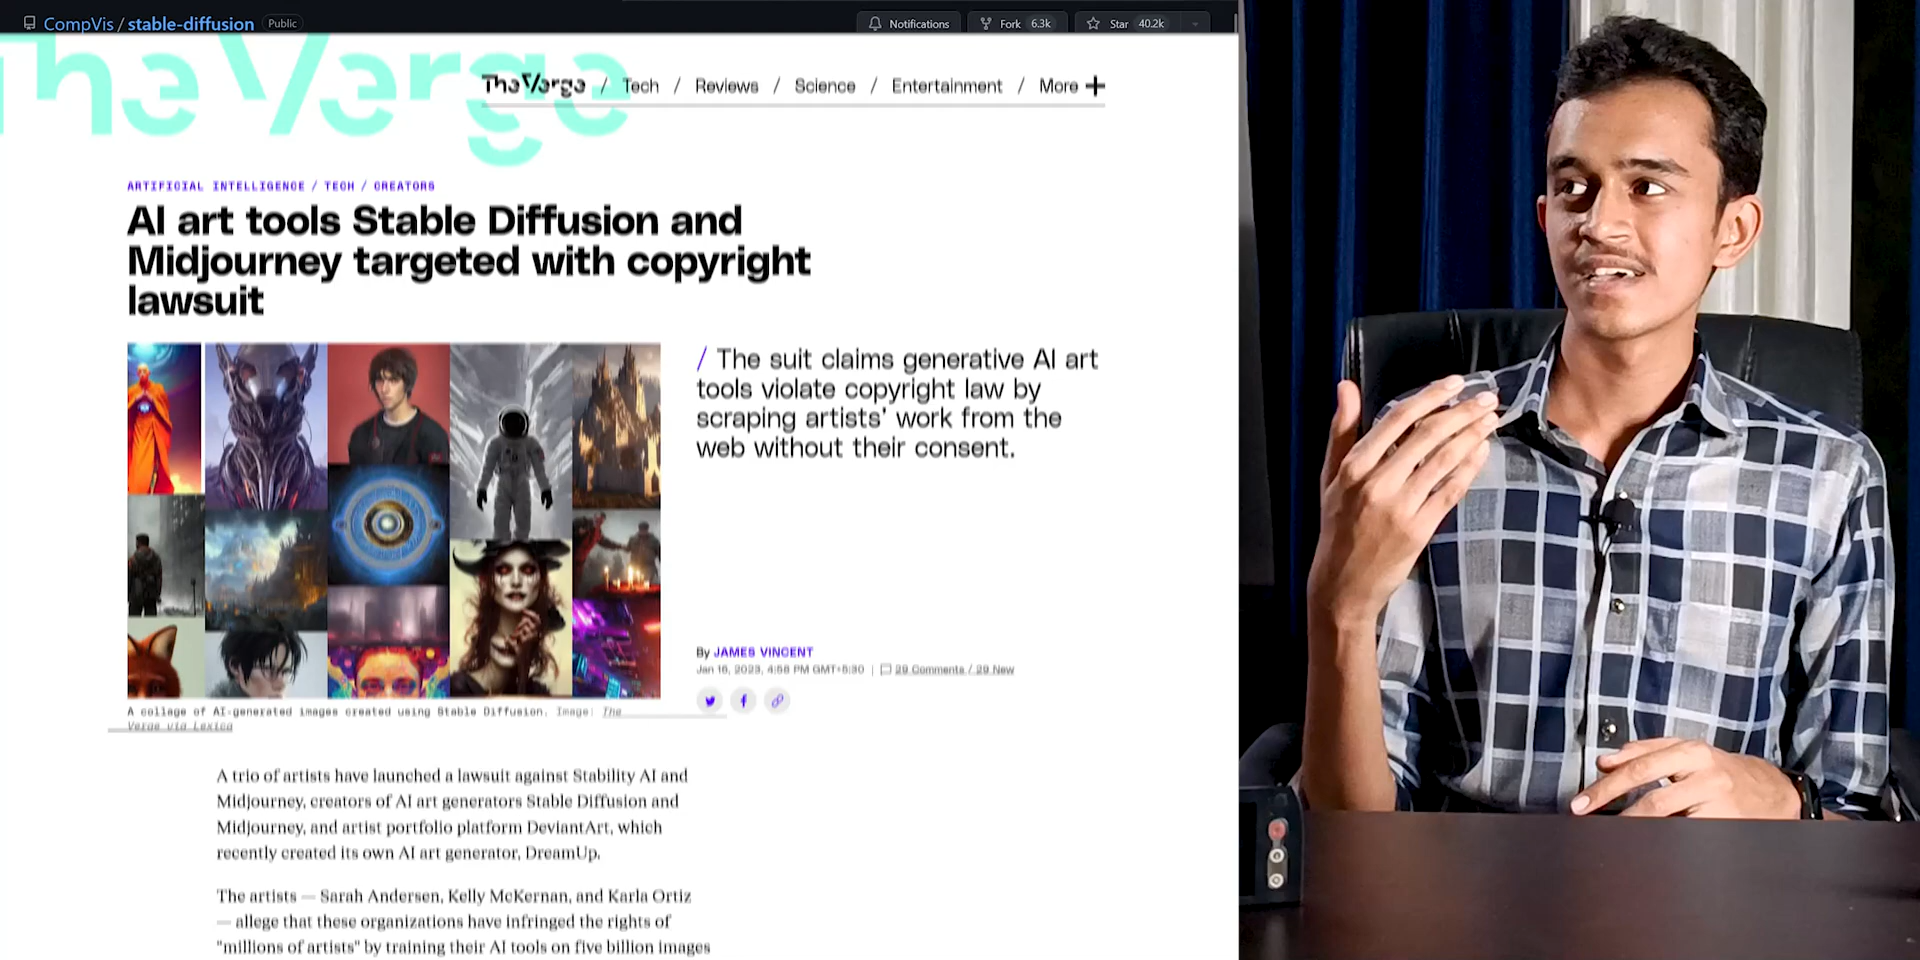 CompVis / stable-diffusion Public
Notifications Fork 6.3k Star 40.2k
The Verge
The Verge / Tech / Reviews / Science / Entertainment / More
ARTIFICIAL INTELLIGENCE / TECH / CREATORS
AI art tools Stable Diffusion and
Midjourney targeted with copyright
lawsuit
/ The suit claims generative AI art
tools violate copyright law by
scraping artists' work from the
web without their consent.
By JAMES VINCENT
Jan 16, 2023, 4:58 PM GMT+5:30 | 29 Comments / 29 New
A collage of AI-generated images created using Stable Diffusion. Image: The
Verge via Lexica
A trio of artists have launched a lawsuit against Stability AI and
Midjourney, creators of AI art generators Stable Diffusion and
Midjourney, and artist portfolio platform DeviantArt, which
recently created its own AI art generator, DreamUp.
The artists — Sarah Andersen, Kelly McKernan, and Karla Ortiz
— allege that these organizations have infringed the rights of
"millions of artists" by training their AI tools on five billion images